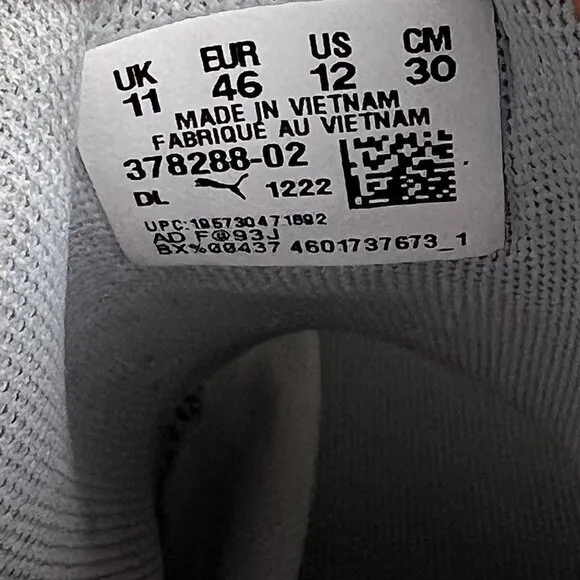 UK EUR US CM
11 46 12 30
MADE IN VIETNAM
FABRIQUÉ AU VIETNAM
378288-02
DL 1222
UPC:195730471692
AD F@93J
BX%00437 4601737673_1